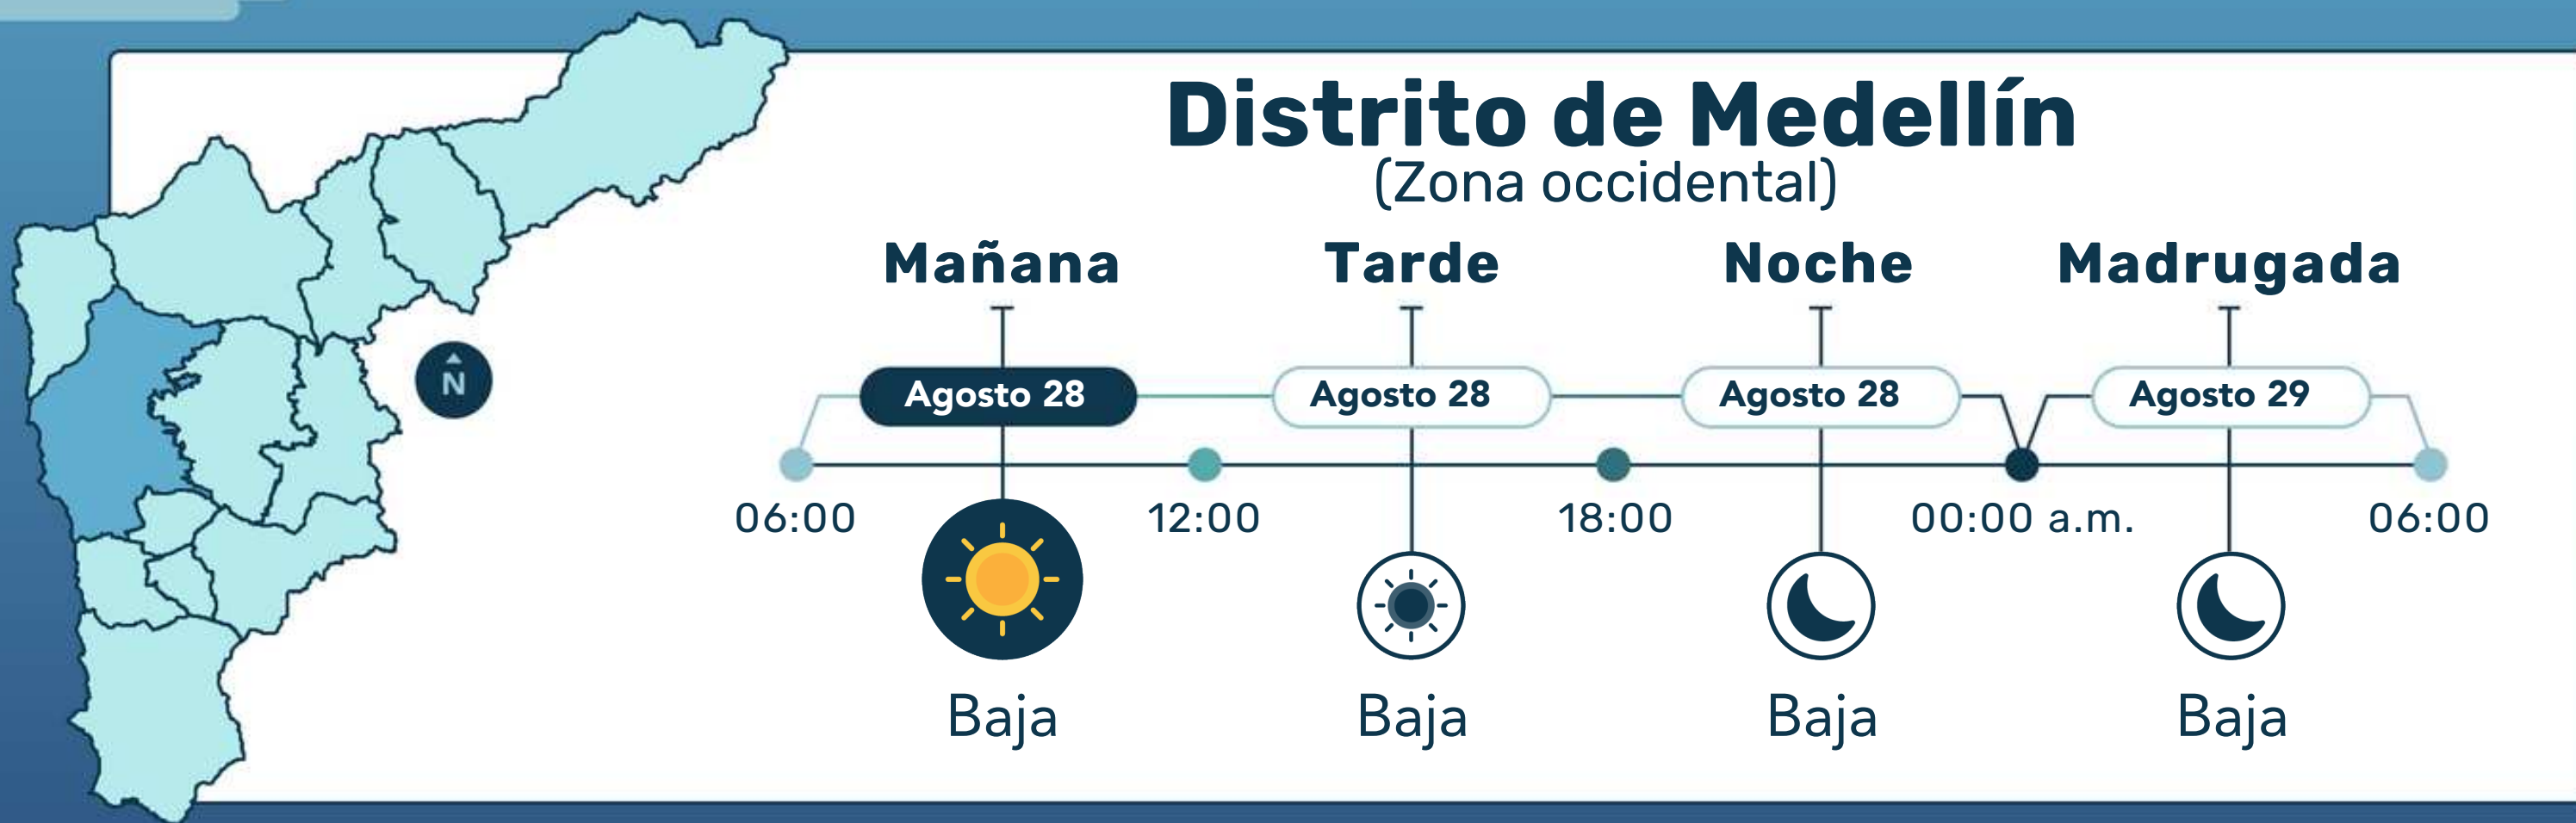 Distrito de Medellín
(Zona occidental)
Mañana Tarde Noche Madrugada
Agosto 28 Agosto 28 Agosto 28 Agosto 29
N
06:00 12:00 18:00 00:00 a.m. 06:00
Baja Baja Baja Baja